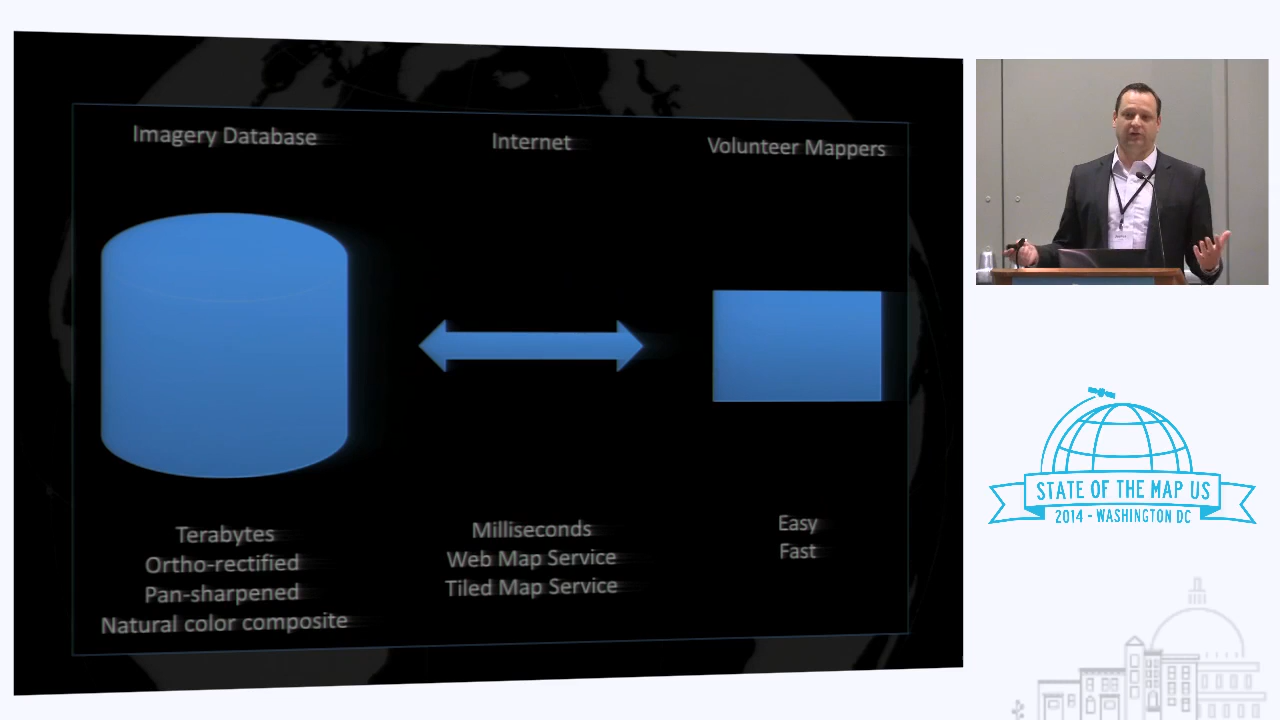 Imagery Database
Internet
Volunteer Mappers
Terabytes
Ortho-rectified
Pan-sharpened
Natural color composite
Milliseconds
Web Map Service
Tiled Map Service
Easy
Fast
STATE OF THE MAP US
2014 - WASHINGTON DC